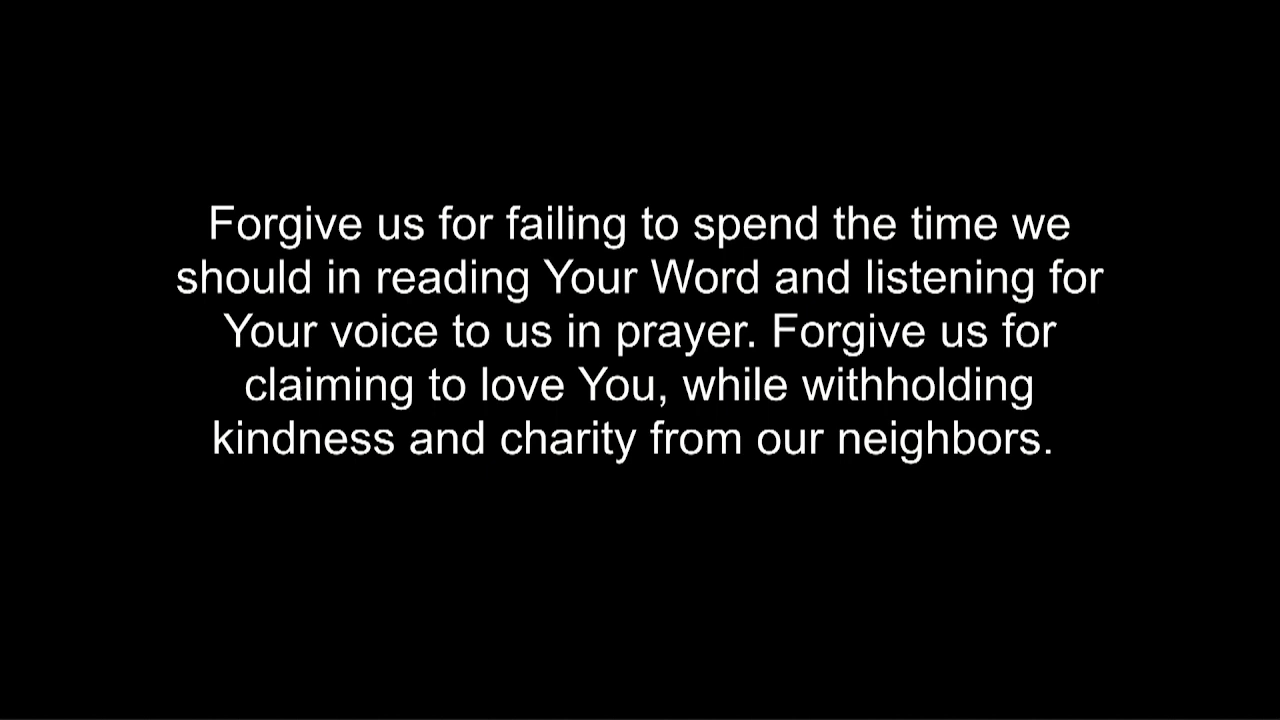 Forgive us for failing to spend the time we
should in reading Your Word and listening for
Your voice to us in prayer. Forgive us for
claiming to love You, while withholding
kindness and charity from our neighbors.